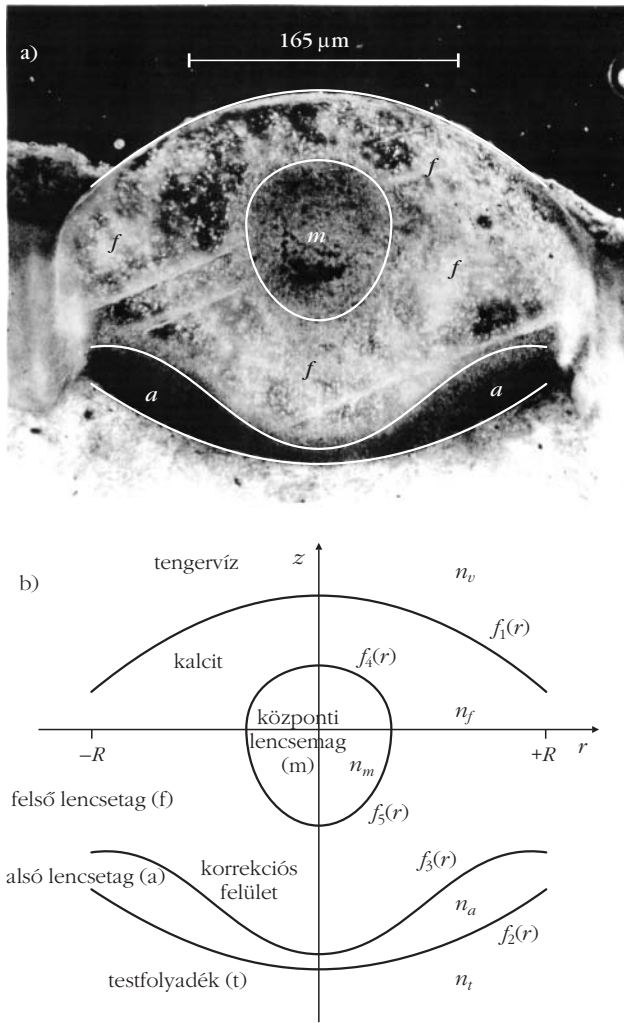 a)
165 μm
f
f
m
f
f
a
a
b)
tengervíz
z
n_v
f_1(r)
kalcit
f_4(r)
központi
lencsemag
(m)
n_m
n_f
–R
+R
r
felső lencsetag (f)
f_5(r)
alsó lencsetag (a)
korrekciós
felület
f_3(r)
n_a
f_2(r)
testfolyadék (t)
n_t